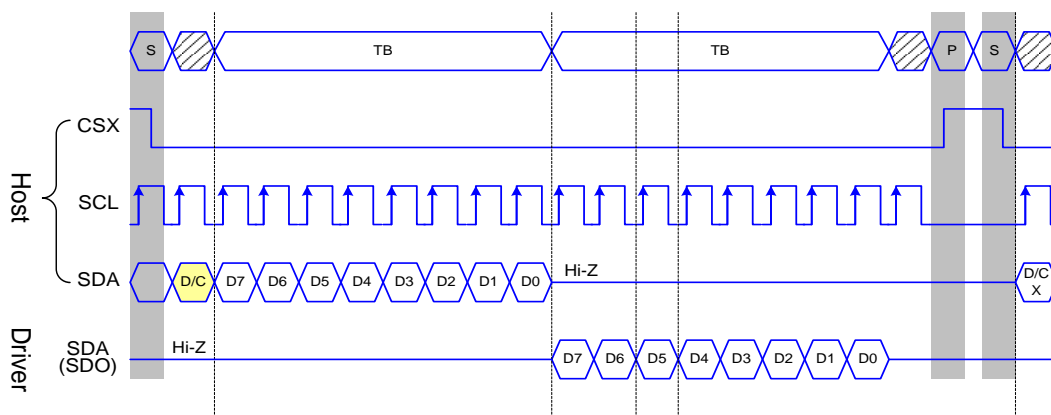 S TB TB P S
CSX
Host
SCL
SDA D/C D7 D6 D5 D4 D3 D2 D1 D0 Hi-Z D/C X
Driver
SDA (SDO) Hi-Z D7 D6 D5 D4 D3 D2 D1 D0